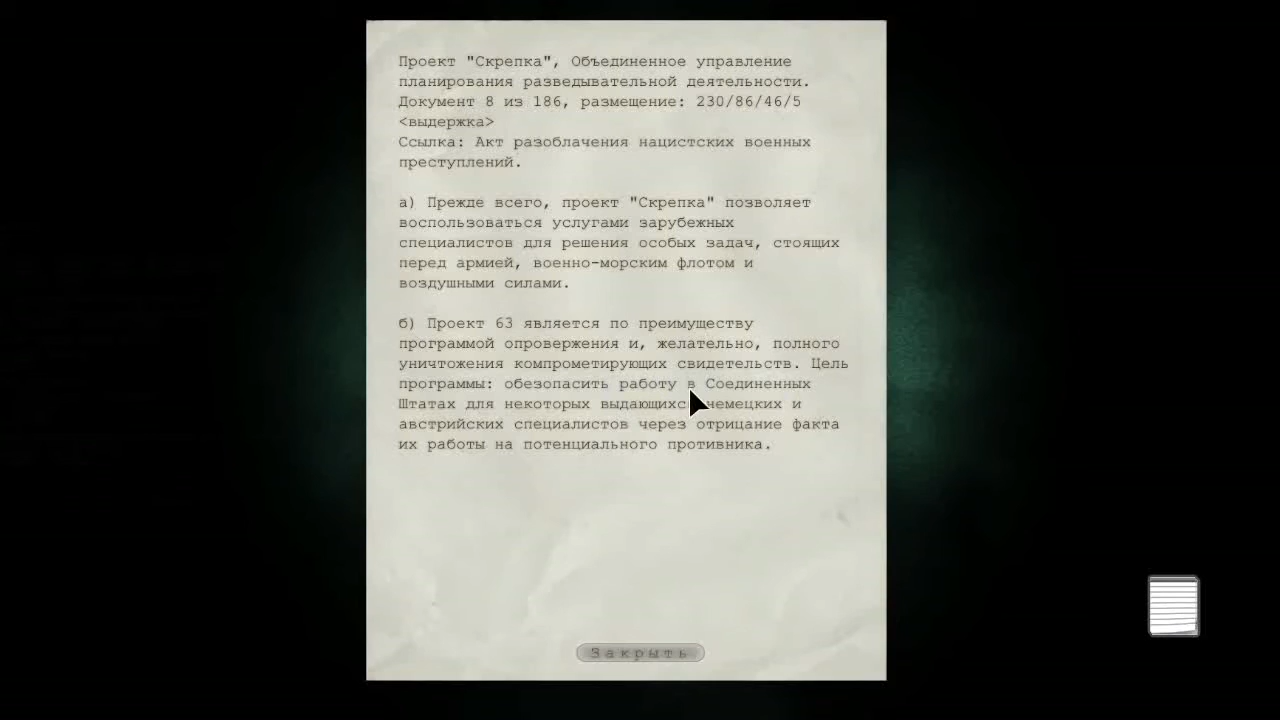 Проект "Скрепка", Объединенное управление
планирования разведывательной деятельности.
Документ 8 из 186, размещение: 230/86/46/5
<выдержка>
Ссылка: Акт разоблачения нацистских военных
преступлений.
а) Прежде всего, проект "Скрепка" позволяет
воспользоваться услугами зарубежных
специалистов для решения особых задач, стоящих
перед армией, военно-морским флотом и
воздушными силами.
б) Проект 63 является по преимуществу
программой опровержения и, желательно, полного
уничтожения компрометирующих свидетельств. Цель
программы: обезопасить работу в Соединенных
Штатах для некоторых выдающихся немецких и
австрийских специалистов через отрицание факта
их работы на потенциального противника.
Закрыть